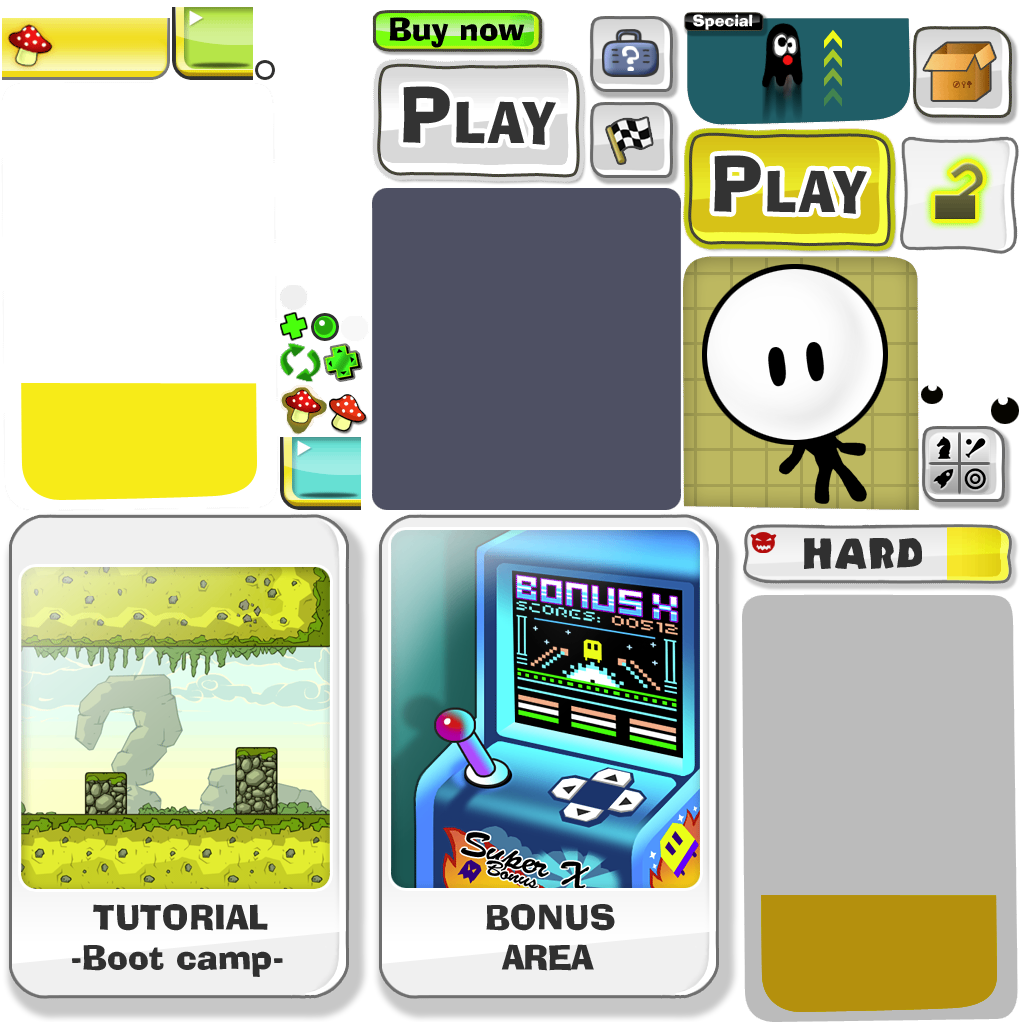 Buy now
Special
PLAY
PLAY
HARD
BONUS X
SCORES: 00512
Super X
Bonus
TUTORIAL
-Boot camp-
BONUS
AREA